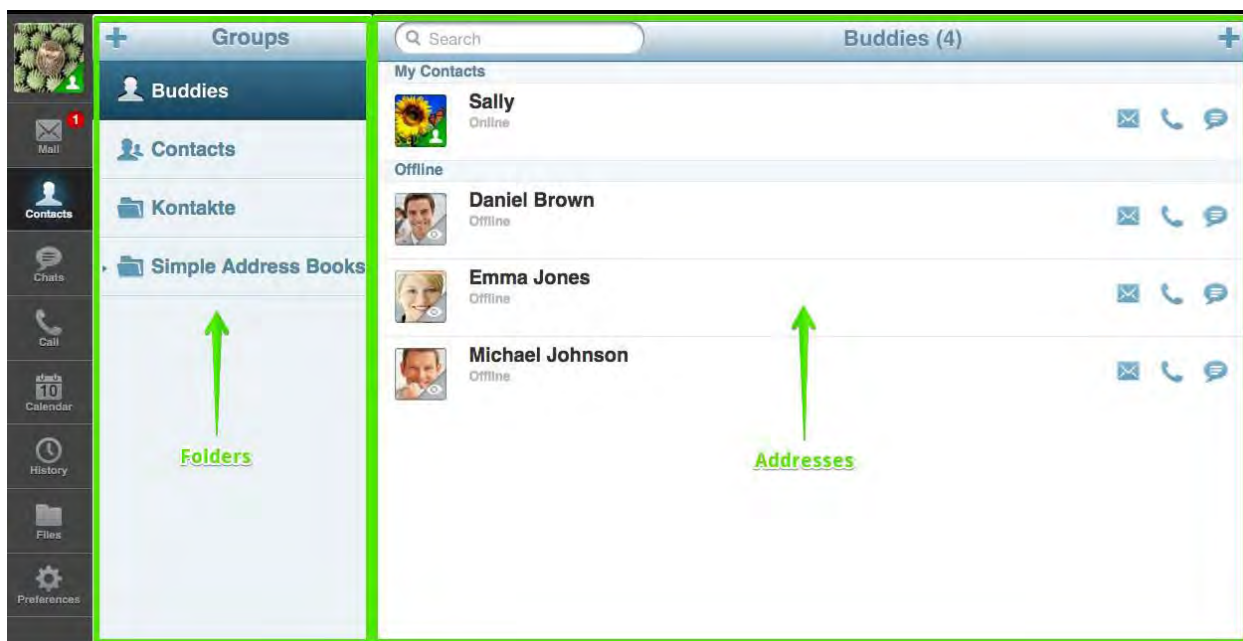 1
Mail
Contacts
Chats
Call
10
Calendar
History
Files
Preferences
Groups
Buddies
Contacts
Kontakte
Simple Address Books
Folders
Search
Buddies (4)
My Contacts
Sally
Online
Offline
Daniel Brown
Offline
Emma Jones
Offline
Michael Johnson
Offline
Addresses